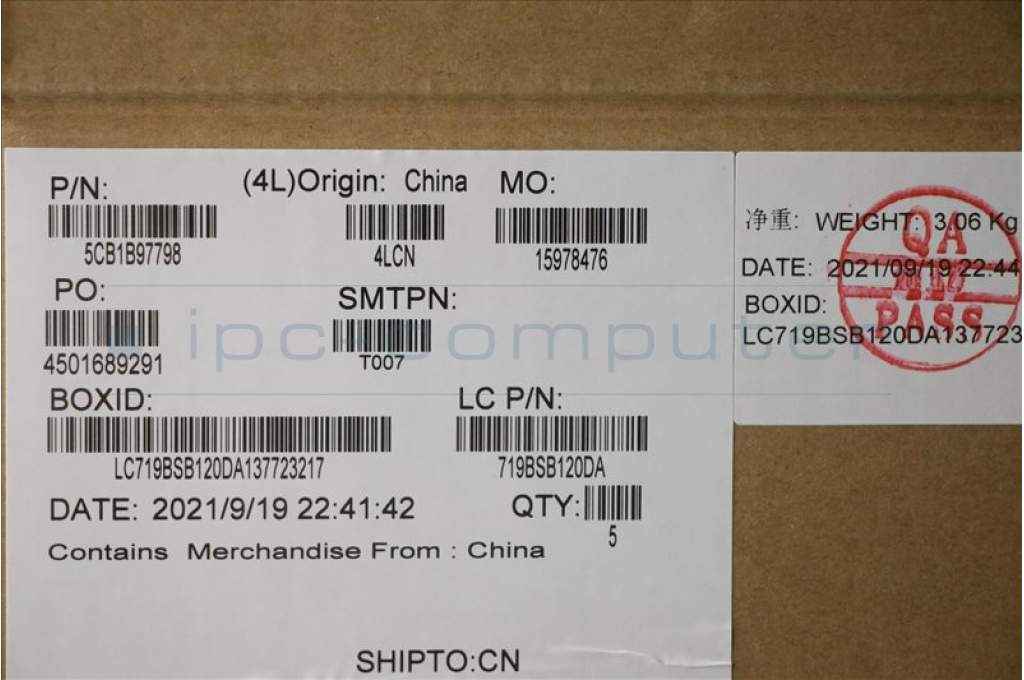 P/N: (4L)Origin: China MO:
5CB1B97798 4LCN 15978476
PO: SMTPN:
4501689291 T007
BOXID: LC P/N:
LC719BSB120DA137723217 719BSB120DA
DATE: 2021/9/19 22:41:42 QTY:
5
Contains Merchandise From : China
SHIPTO:CN
净重: WEIGHT: 3.06 Kg
DATE: 2021/09/19 22:44
BOXID:
LC719BSB120DA137723
QA
PASS
ipc-computer